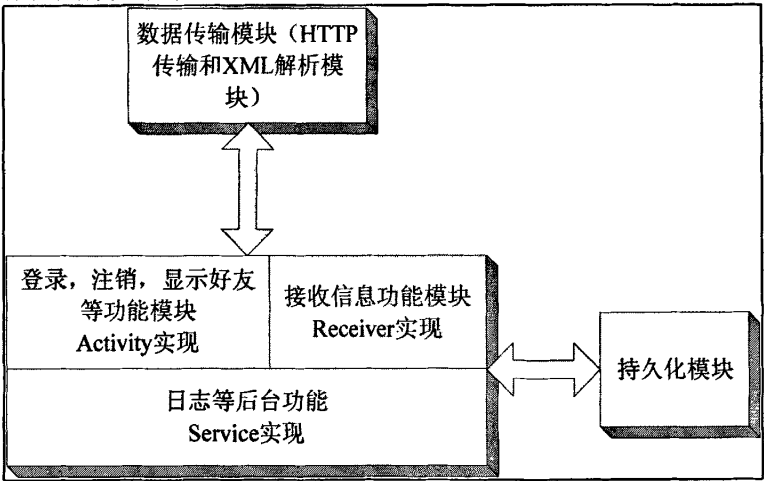 数据传输模块（HTTP
传输和XML解析模
块）
登录，注销，显示好友
等功能模块
Activity实现
接收信息功能模块
Receiver实现
日志等后台功能
Service实现
持久化模块